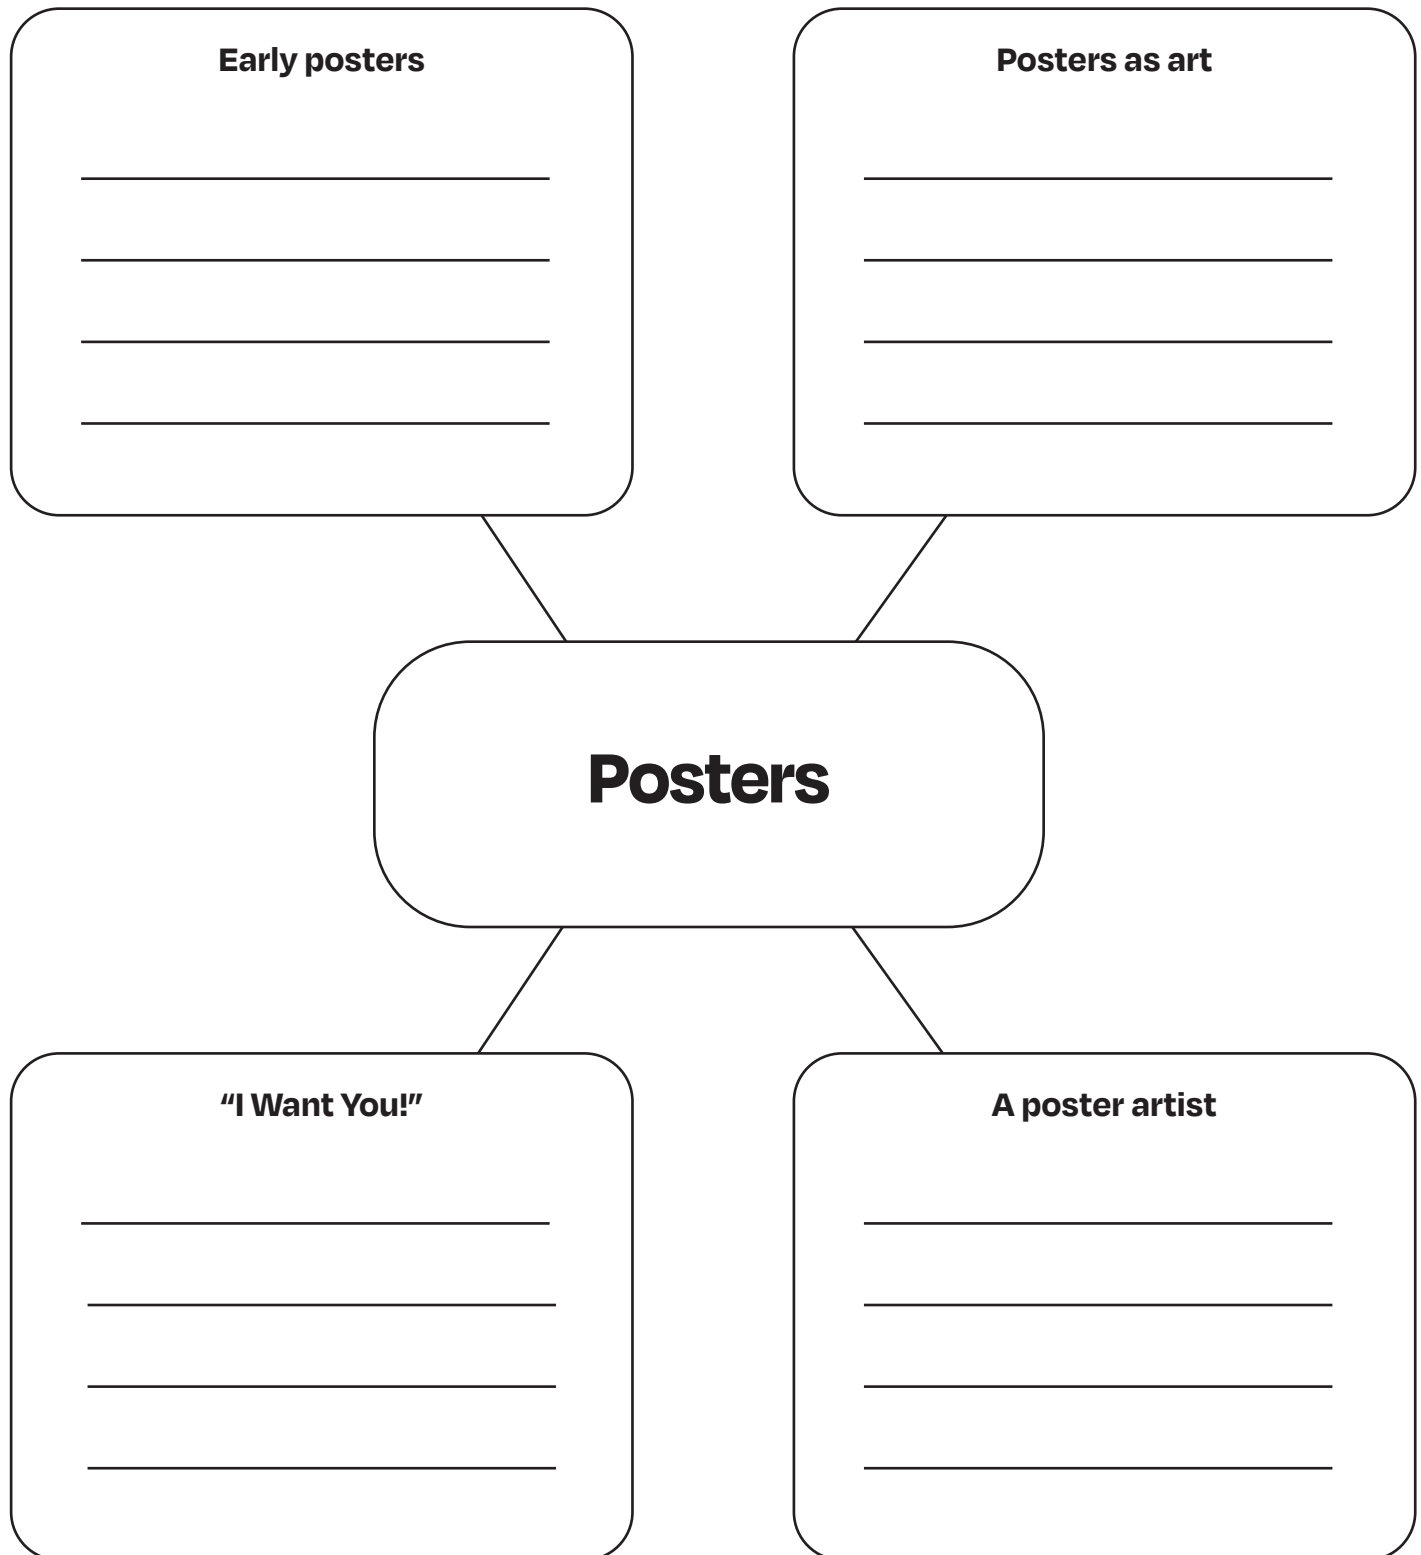 Early posters
Posters as art
Posters
“I Want You!”
A poster artist